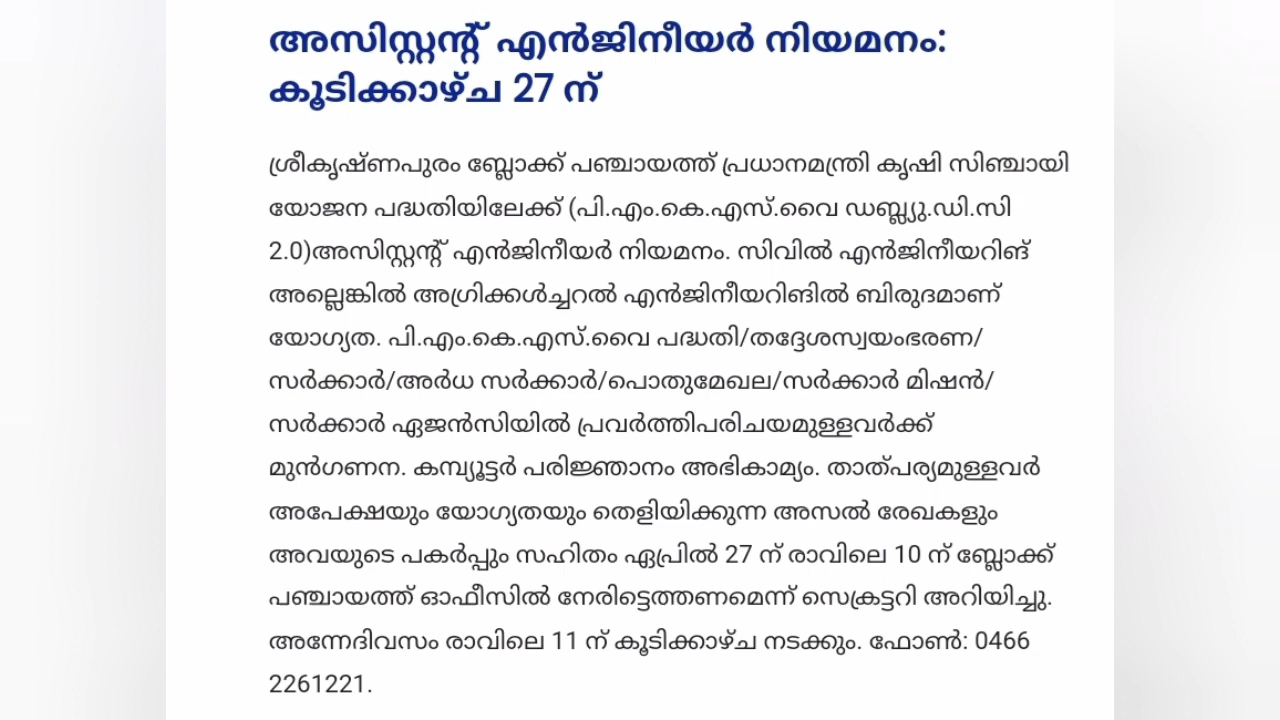 അസിസ്റ്റന്റ് എൻജിനീയർ നിയമനം:
കൂടിക്കാഴ്ച 27 ന്
ശ്രീകൃഷ്ണപുരം ബ്ലോക്ക് പഞ്ചായത്ത് പ്രധാനമന്ത്രി കൃഷി സിഞ്ചായി
യോജന പദ്ധതിയിലേക്ക് (പി.എം.കെ.എസ്.വൈ ഡബ്ല്യു.ഡി.സി
2.0)അസിസ്റ്റന്റ് എൻജിനീയർ നിയമനം. സിവിൽ എൻജിനീയറിങ്
അല്ലെങ്കിൽ അഗ്രിക്കൾച്ചറൽ എൻജിനീയറിങിൽ ബിരുദമാണ്
യോഗ്യത. പി.എം.കെ.എസ്.വൈ പദ്ധതി/തദ്ദേശസ്വയംഭരണ/
സർക്കാർ/അർധ സർക്കാർ/പൊതുമേഖല/സർക്കാർ മിഷൻ/
സർക്കാർ ഏജൻസിയിൽ പ്രവർത്തിപരിചയമുള്ളവർക്ക്
മുൻഗണന. കമ്പ്യൂട്ടർ പരിജ്ഞാനം അഭികാമ്യം. താത്പര്യമുള്ളവർ
അപേക്ഷയും യോഗ്യതയും തെളിയിക്കുന്ന അസൽ രേഖകളും
അവയുടെ പകർപ്പും സഹിതം ഏപ്രിൽ 27 ന് രാവിലെ 10 ന് ബ്ലോക്ക്
പഞ്ചായത്ത് ഓഫീസിൽ നേരിട്ടെത്തണമെന്ന് സെക്രട്ടറി അറിയിച്ചു.
അന്നേദിവസം രാവിലെ 11 ന് കൂടിക്കാഴ്ച നടക്കും. ഫോൺ: 0466
2261221.